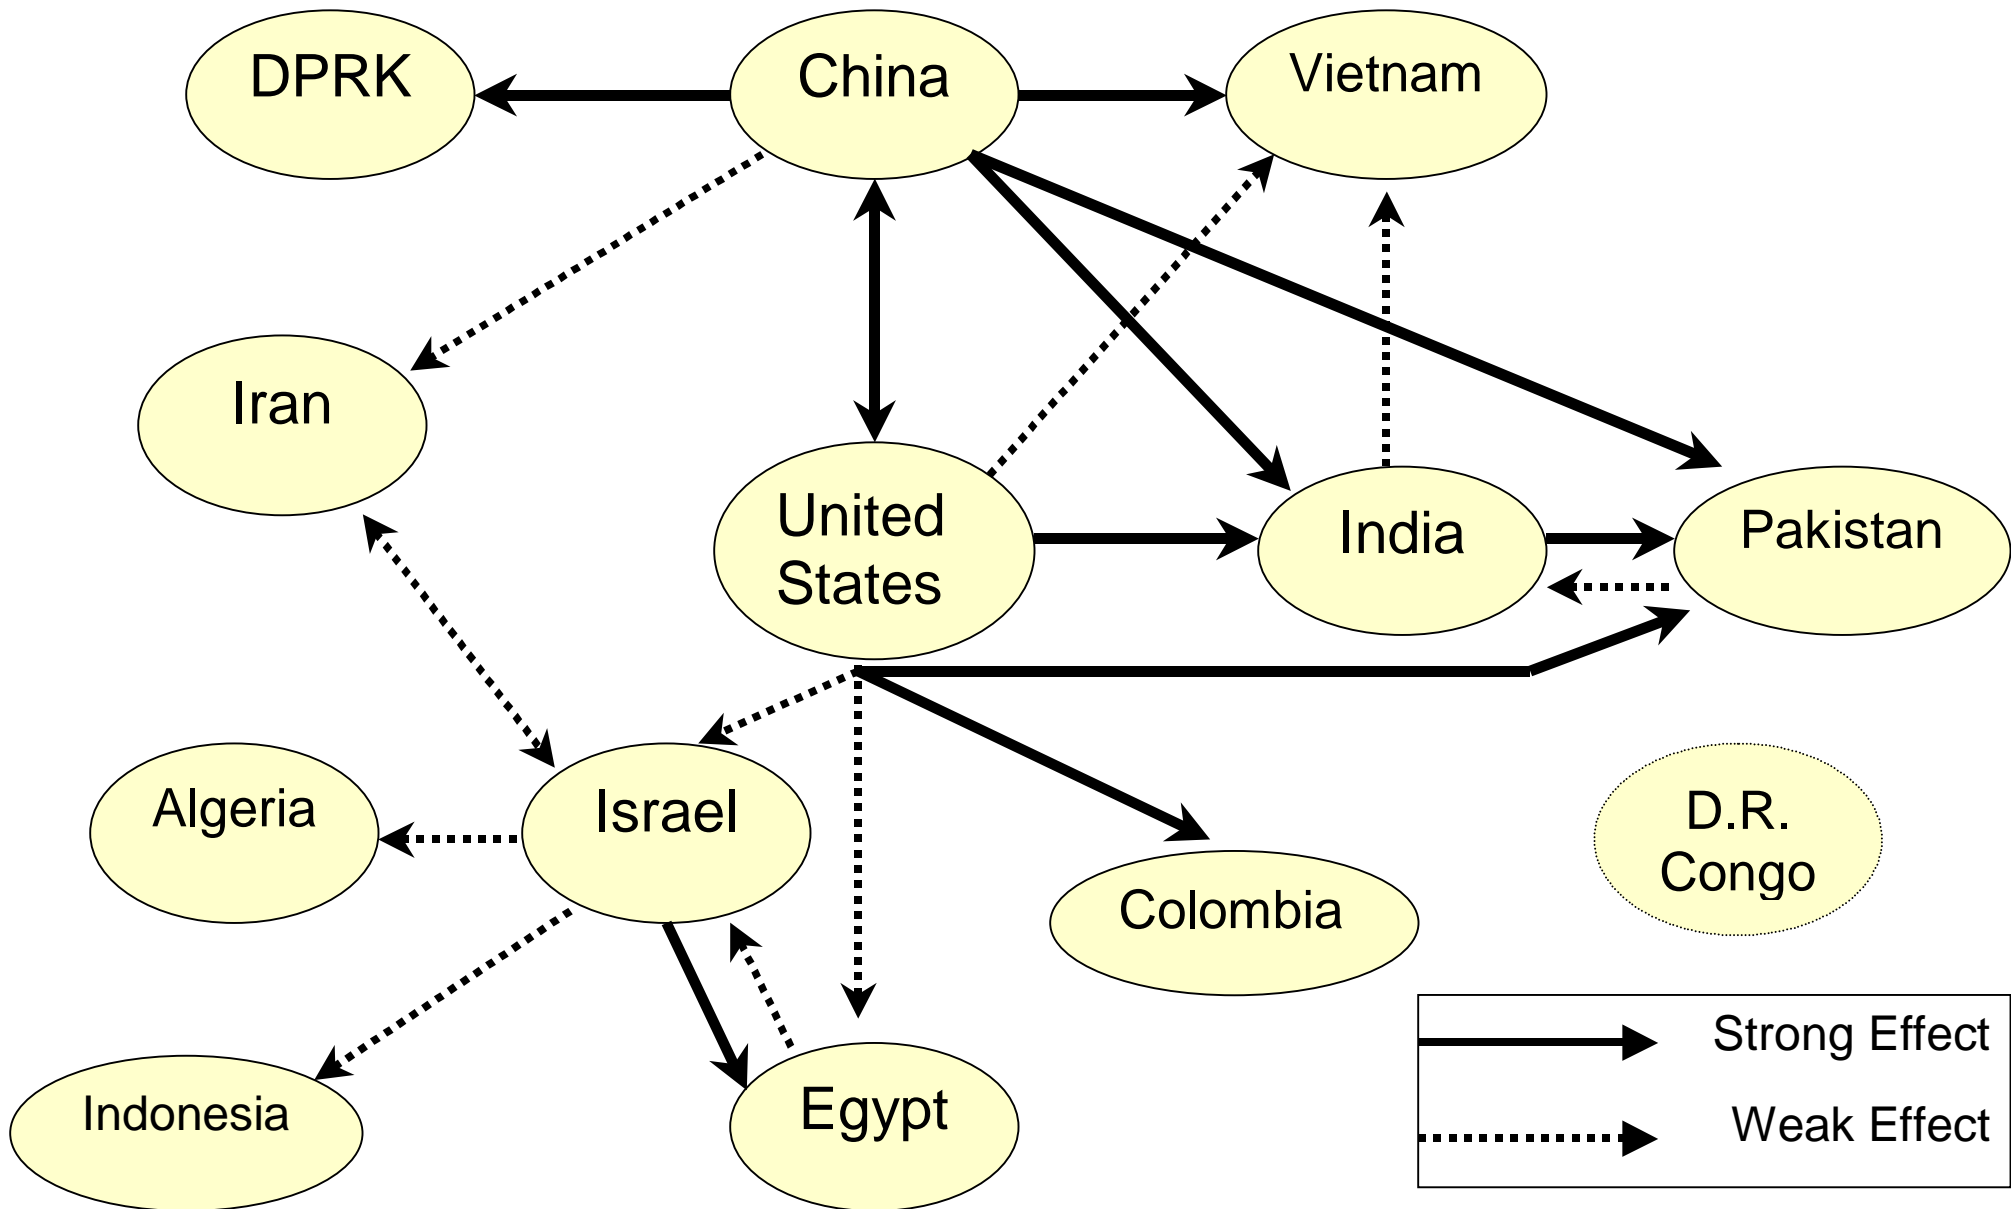 DPRK
China
Vietnam
Iran
United
States
India
Pakistan
Algeria
Israel
D.R.
Congo
Colombia
Indonesia
Egypt
Strong Effect
Weak Effect